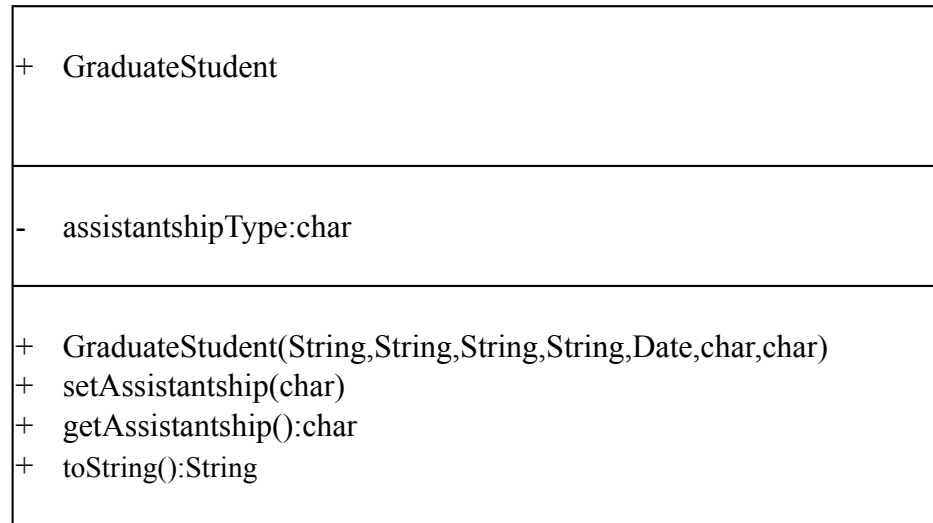 + GraduateStudent
- assistantshipType:char
+ GraduateStudent(String,String,String,String,Date,char,char)
+ setAssistantship(char)
+ getAssistantship():char
+ toString():String